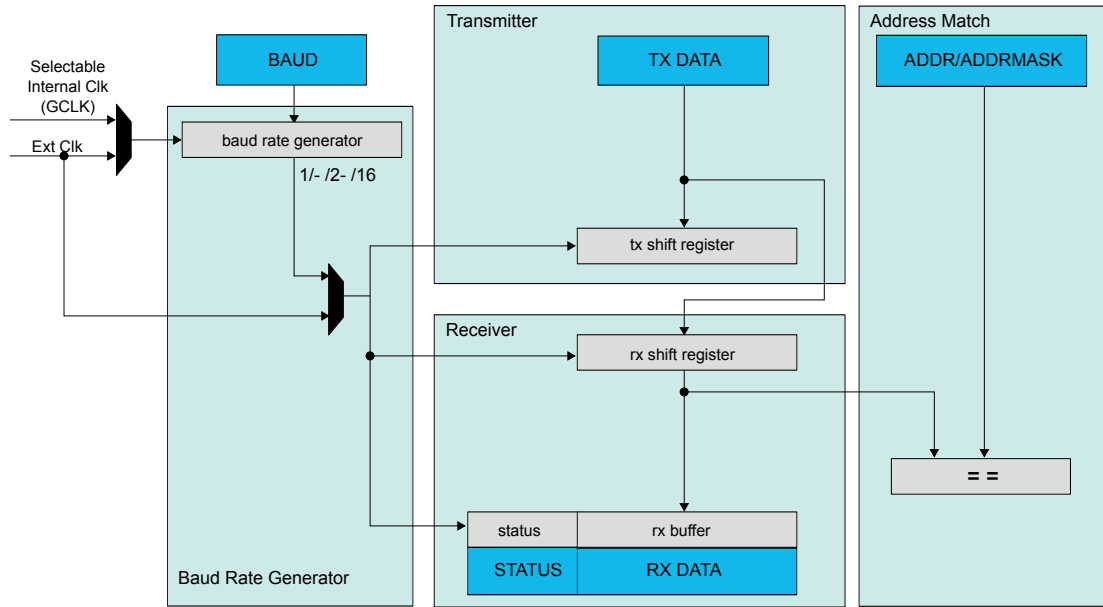 Transmitter
Address Match
BAUD
TX DATA
ADDR/ADDRMASK
Selectable
Internal Clk
(GCLK)
Ext Clk
baud rate generator
1/- /2- /16
tx shift register
Receiver
rx shift register
= =
status
rx buffer
STATUS
RX DATA
Baud Rate Generator